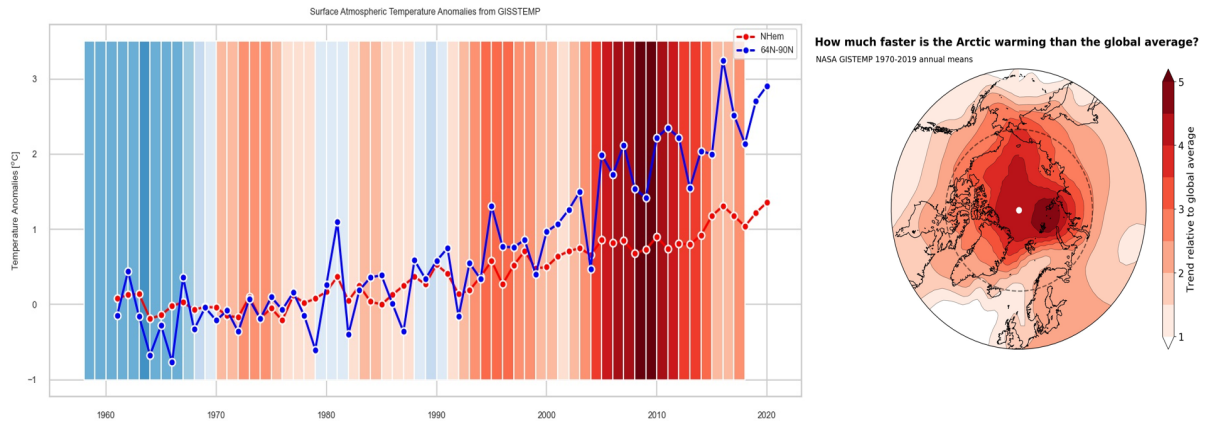 Surface Atmospheric Temperature Anomalies from GISSTEMP
NHem
64N-90N
Temperature Anomalies [°C]
3
2
1
0
−1
1960 1970 1980 1990 2000 2010 2020
How much faster is the Arctic warming than the global average?
NASA GISTEMP 1970-2019 annual means
5
4
3
2
1
Trend relative to global average